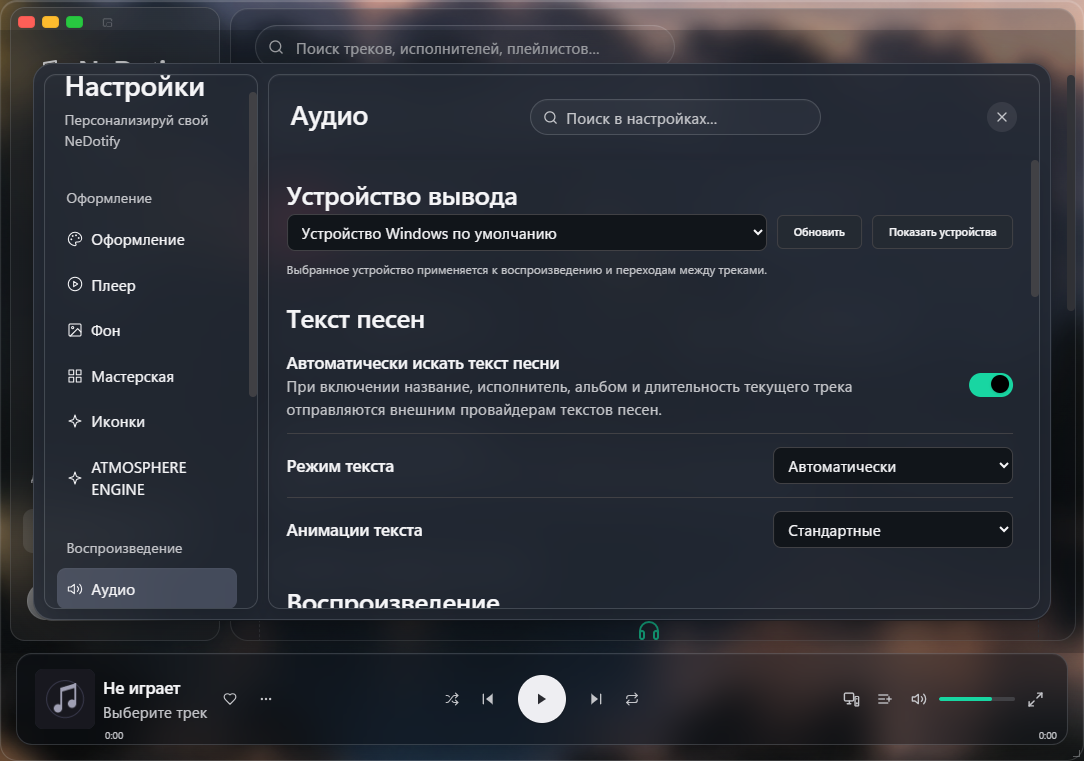 Поиск треков, исполнителей, плейлистов...
Настройки
Персонализируй свой
NeDotify
Оформление
Оформление
Плеер
Фон
Мастерская
Иконки
ATMOSPHERE
ENGINE
Воспроизведение
Аудио
Аудио
Поиск в настройках...
Устройство вывода
Устройство Windows по умолчанию
Обновить
Показать устройства
Выбранное устройство применяется к воспроизведению и переходам между треками.
Текст песен
Автоматически искать текст песни
При включении название, исполнитель, альбом и длительность текущего трека
отправляются внешним провайдерам текстов песен.
Режим текста
Автоматически
Анимации текста
Стандартные
Воспроизведение
Не играет
Выберите трек
0:00
0:00